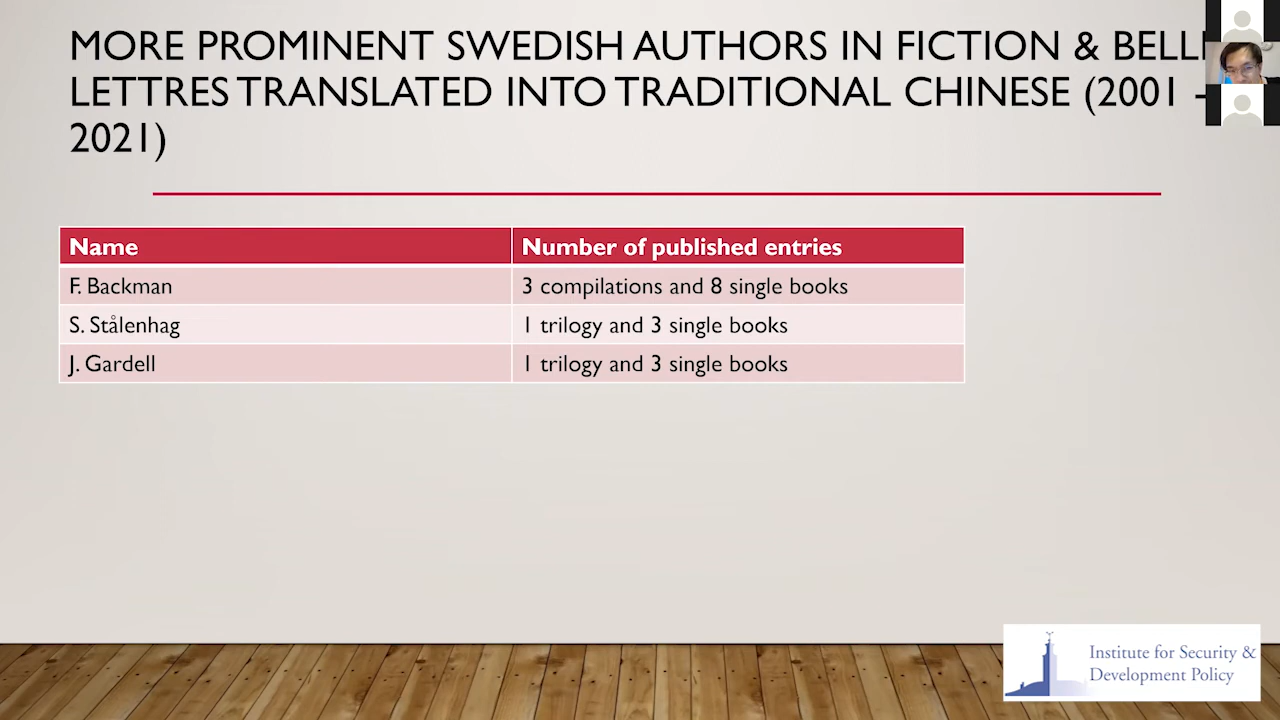 MORE PROMINENT SWEDISH AUTHORS IN FICTION & BELL
LETTRES TRANSLATED INTO TRADITIONAL CHINESE (2001 –
2021)
Name Number of published entries
F. Backman 3 compilations and 8 single books
S. Stålenhag 1 trilogy and 3 single books
J. Gardell 1 trilogy and 3 single books
Institute for Security &
Development Policy